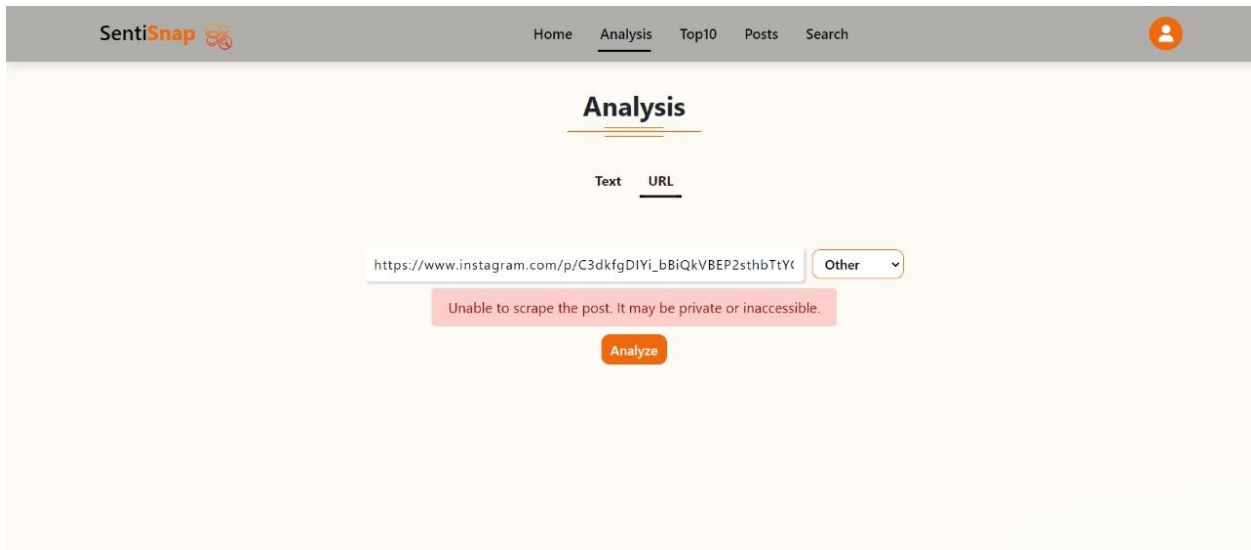 SentiSnap
Home Analysis Top10 Posts Search
Analysis
Text URL
https://www.instagram.com/p/C3dkfgDIYi_bBiQkVBEP2sthbTtY Other
Unable to scrape the post. It may be private or inaccessible.
Analyze